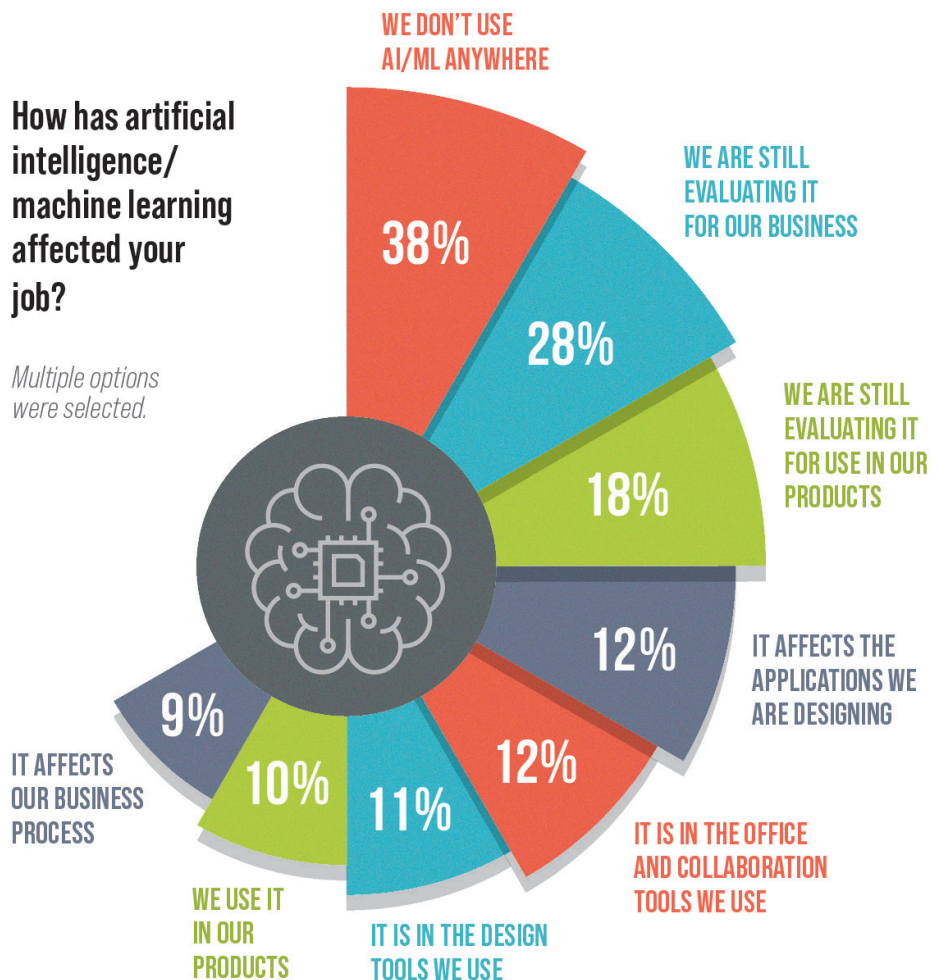 How has artificial
intelligence/
machine learning
affected your
job?
Multiple options
were selected.
WE DON'T USE
AI/ML ANYWHERE
38%
WE ARE STILL
EVALUATING IT
FOR OUR BUSINESS
28%
WE ARE STILL
EVALUATING IT
FOR USE IN OUR
PRODUCTS
18%
IT AFFECTS THE
APPLICATIONS WE
ARE DESIGNING
12%
IT IS IN THE OFFICE
AND COLLABORATION
TOOLS WE USE
12%
IT IS IN THE DESIGN
TOOLS WE USE
11%
WE USE IT
IN OUR
PRODUCTS
10%
IT AFFECTS
OUR BUSINESS
PROCESS
9%